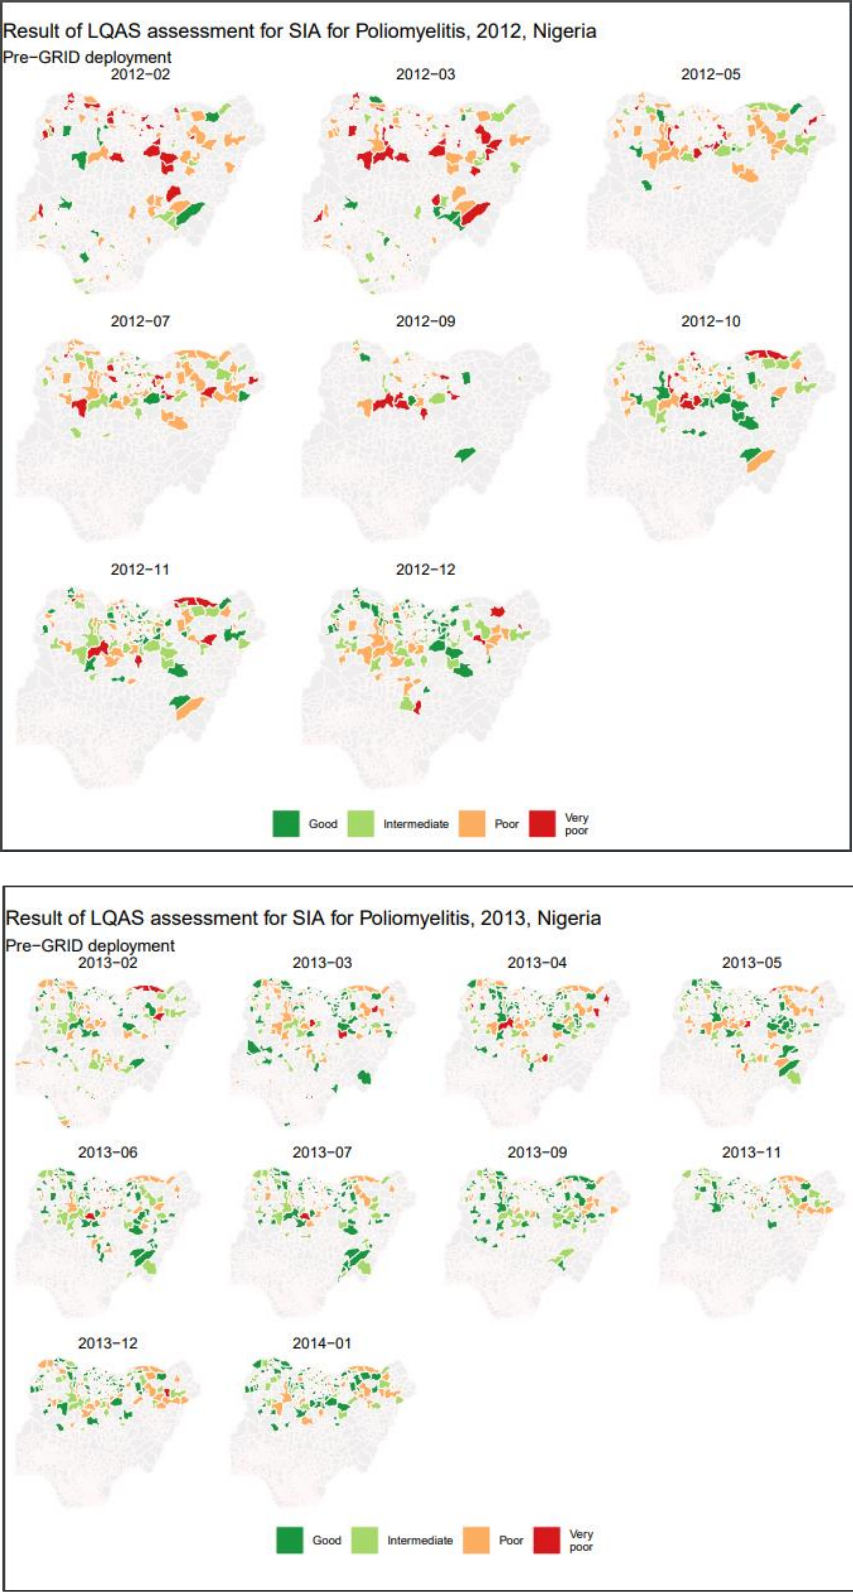 Result of LQAS assessment for SIA for Poliomyelitis, 2012, Nigeria
Pre−GRID deployment
2012−02 2012−03 2012−05
2012−07 2012−09 2012−10
2012−11 2012−12
Good Intermediate Poor Very poor
Result of LQAS assessment for SIA for Poliomyelitis, 2013, Nigeria
Pre−GRID deployment
2013−02 2013−03 2013−04 2013−05
2013−06 2013−07 2013−09 2013−11
2013−12 2014−01
Good Intermediate Poor Very poor